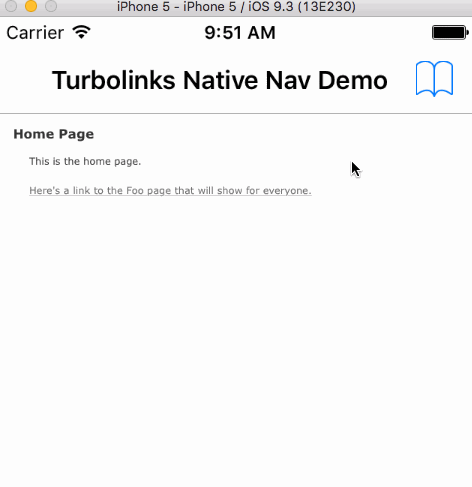 iPhone 5 - iPhone 5 / iOS 9.3 (13E230)
Carrier 9:51 AM
Turbolinks Native Nav Demo
Home Page
This is the home page.
Here's a link to the Foo page that will show for everyone.